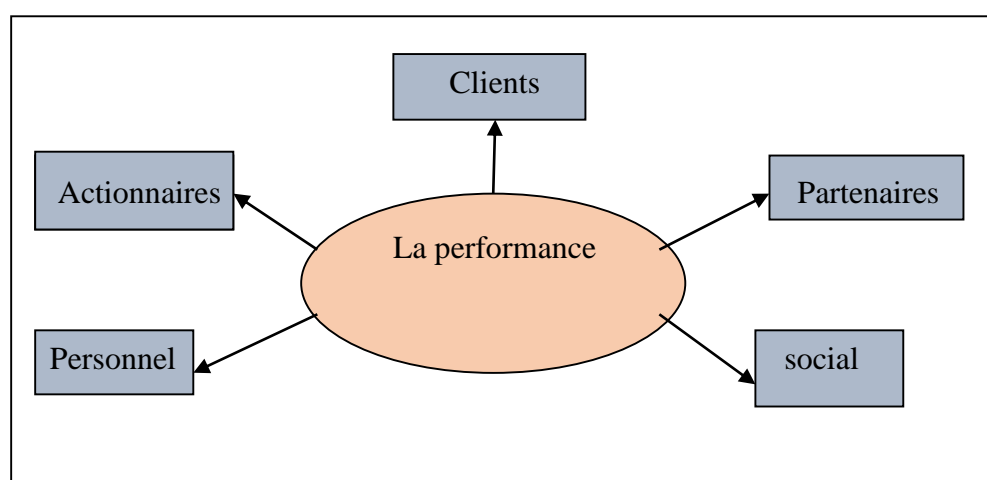 Clients
Actionnaires
Partenaires
La performance
Personnel
social